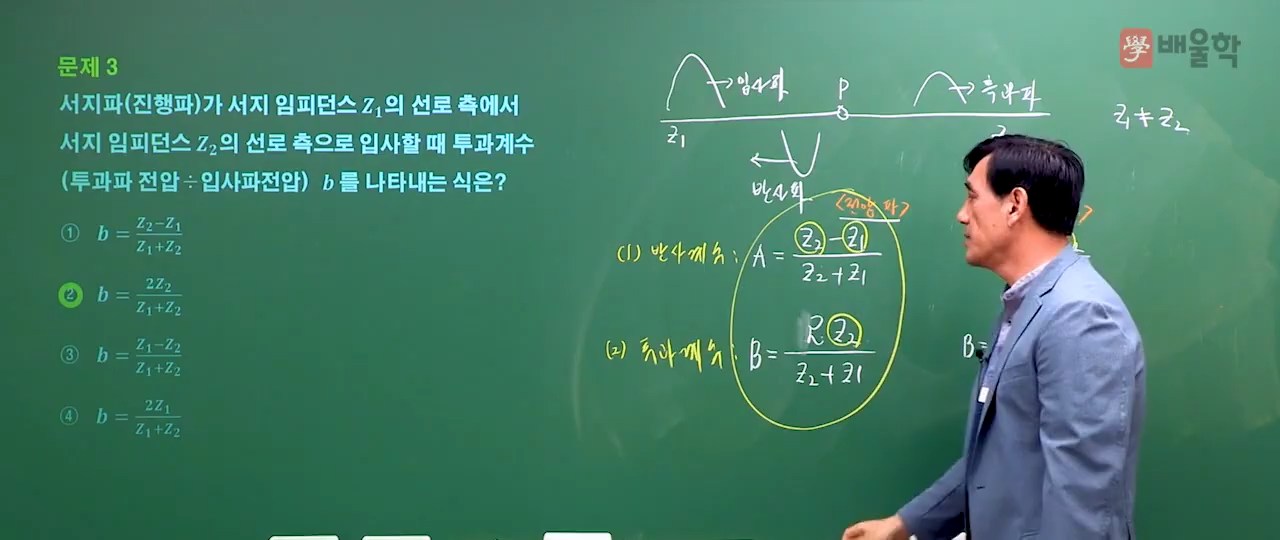 學 배울학
문제 3
서지파(진행파)가 서지 임피던스 Z₁의 선로 측에서
서지 임피던스 Z₂의 선로 측으로 입사할 때 투과계수
(투과파 전압÷입사파전압) b 를 나타내는 식은?
① b = (Z₂-Z₁)/(Z₁+Z₂)
② b = 2Z₂/(Z₁+Z₂)
③ b = (Z₁-Z₂)/(Z₁+Z₂)
④ b = 2Z₁/(Z₁+Z₂)
입사파
P
투과파
Z₁
Z₁ ≠ Z₂
반사파
<전압파>
(1) 반사계수 : A = (Z₂-Z₁)/(Z₂+Z₁)
(2) 투과계수 : B = 2Z₂/(Z₂+Z₁)
B=